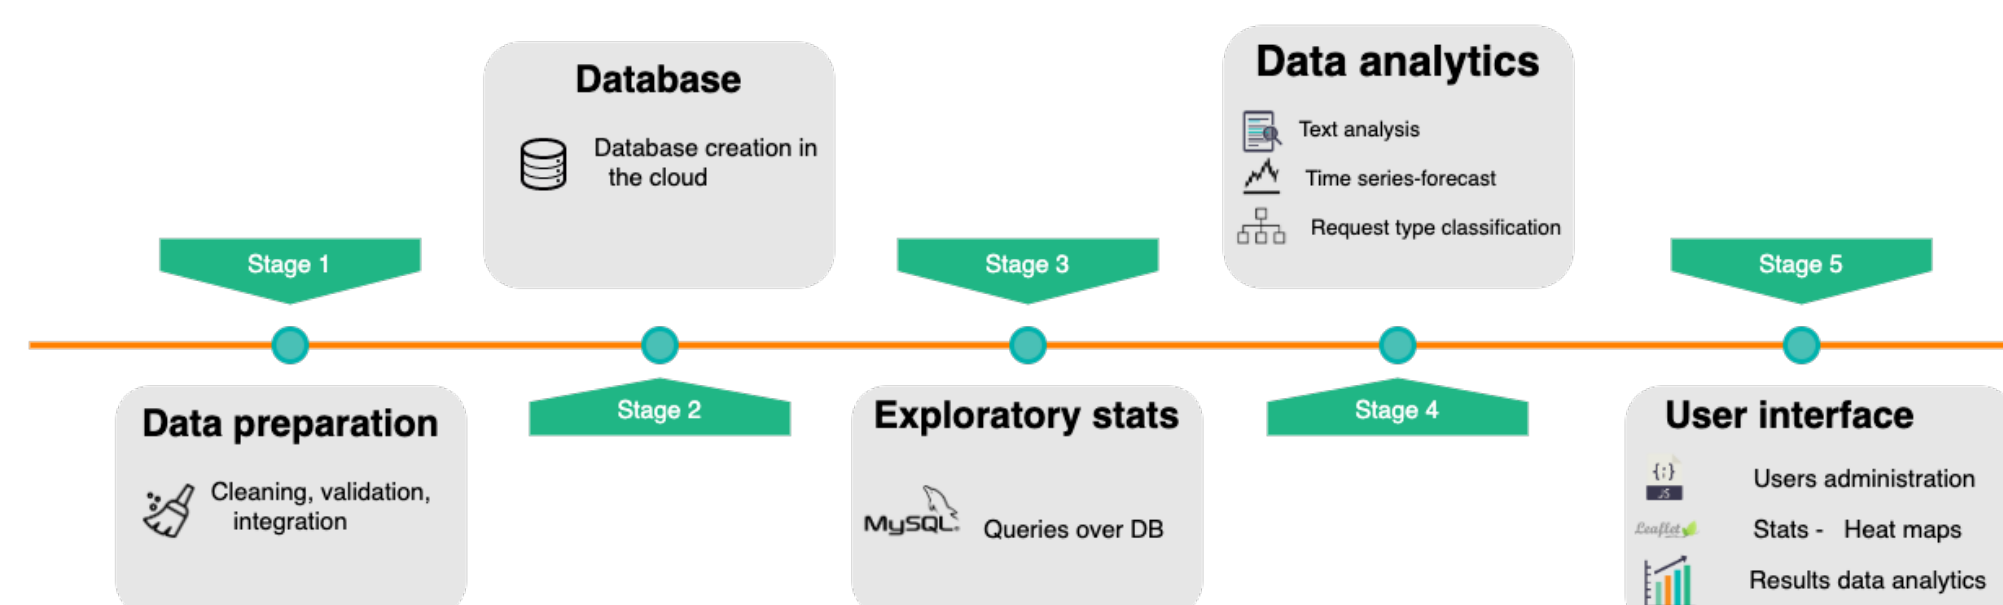 Database
Database creation in
the cloud
Data analytics
Text analysis
Time series-forecast
Request type classification
Stage 1
Stage 3
Stage 5
Stage 2
Stage 4
Data preparation
Cleaning, validation,
integration
Exploratory stats
MySQL®
Queries over DB
User interface
{;}
JS
Users administration
Leaflet
Stats - Heat maps
Results data analytics